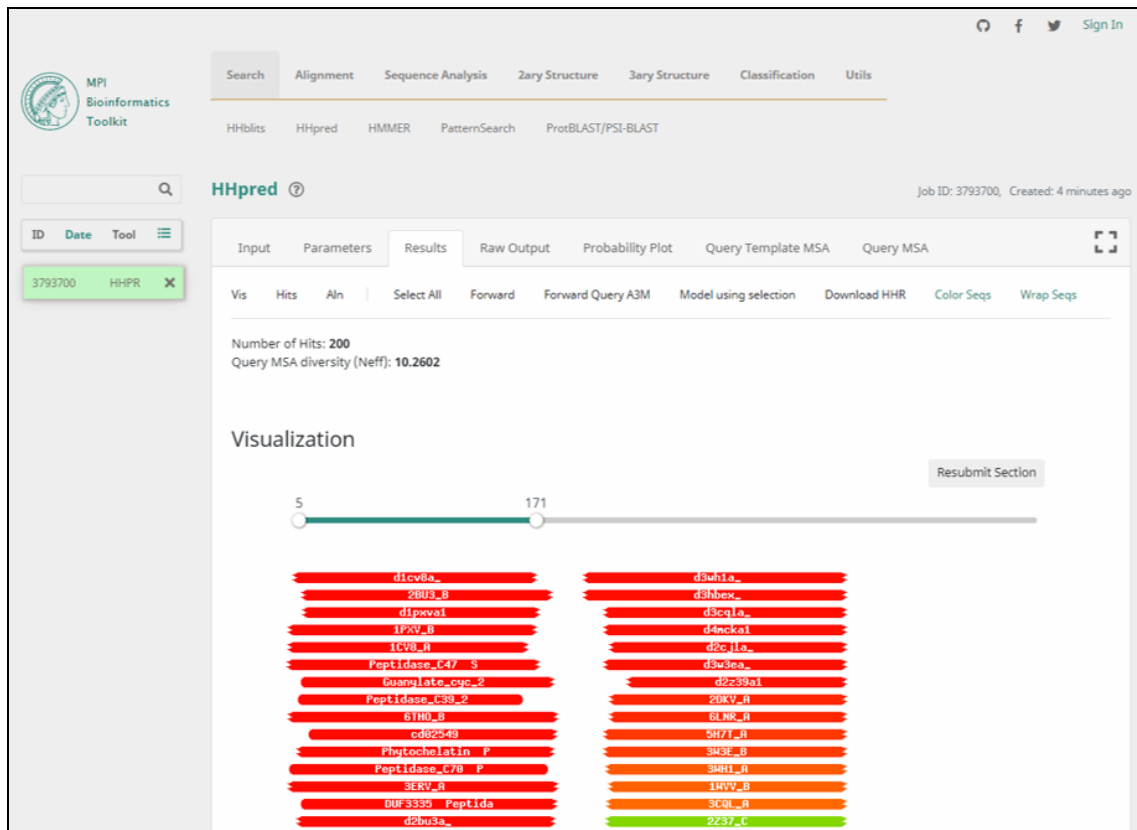 Sign In
MPI
Bioinformatics
Toolkit
Search Alignment Sequence Analysis 2ary Structure 3ary Structure Classification Utils
HHblits HHpred HMMER PatternSearch ProtBLAST/PSI-BLAST
HHpred
Job ID: 3793700, Created: 4 minutes ago
ID Date Tool
3793700 HHPR
Input Parameters Results Raw Output Probability Plot Query Template MSA Query MSA
Vis Hits Aln Select All Forward Forward Query A3M Model using selection Download HHR Color Seqs Wrap Seqs
Number of Hits: 200
Query MSA diversity (Neff): 10.2602
Visualization
Resubmit Section
5 171
d1cv8a_ d3wh1a_
2BU3_B d3hbex_
d1pxva1 d3cqla_
1PXV_B d4mcka1
1CV8_A d2cjla_
Peptidase_C47 S d3w3ea_
Guanylate_cyc_2 d2z39a1
Peptidase_C39_2 2DKV_A
6THO_B 6LNR_A
cd02549 5H7T_A
Phytochelatin P 3W3E_B
Peptidase_C70 P 3WH1_A
3ERV_A 1WVV_B
DUF3335 Peptida 3CQL_A
d2bu3a_ 2Z37_C